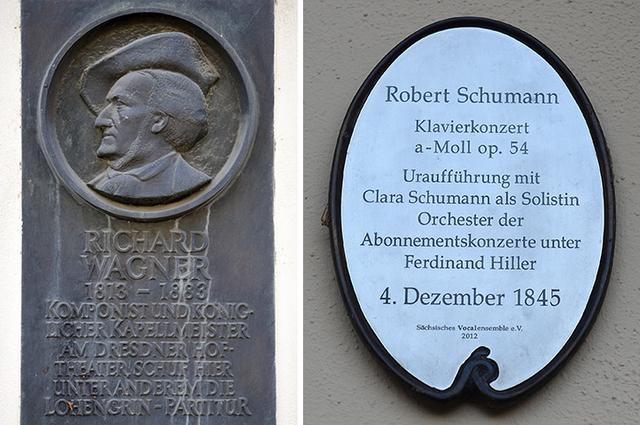 RICHARD
WAGNER
1813 – 1883
KOMPONIST UND KÖNIG-
LICHER KAPELLMEISTER
AM DRESDNER HOF-
THEATER SCHUF HIER
UNTER ANDEREM DIE
LOHENGRIN-PARTITUR
Robert Schumann
Klavierkonzert
a-Moll op. 54
Uraufführung mit
Clara Schumann als Solistin
Orchester der
Abonnementskonzerte unter
Ferdinand Hiller
4. Dezember 1845
Sächsisches Vocalensemble e.V.
2012